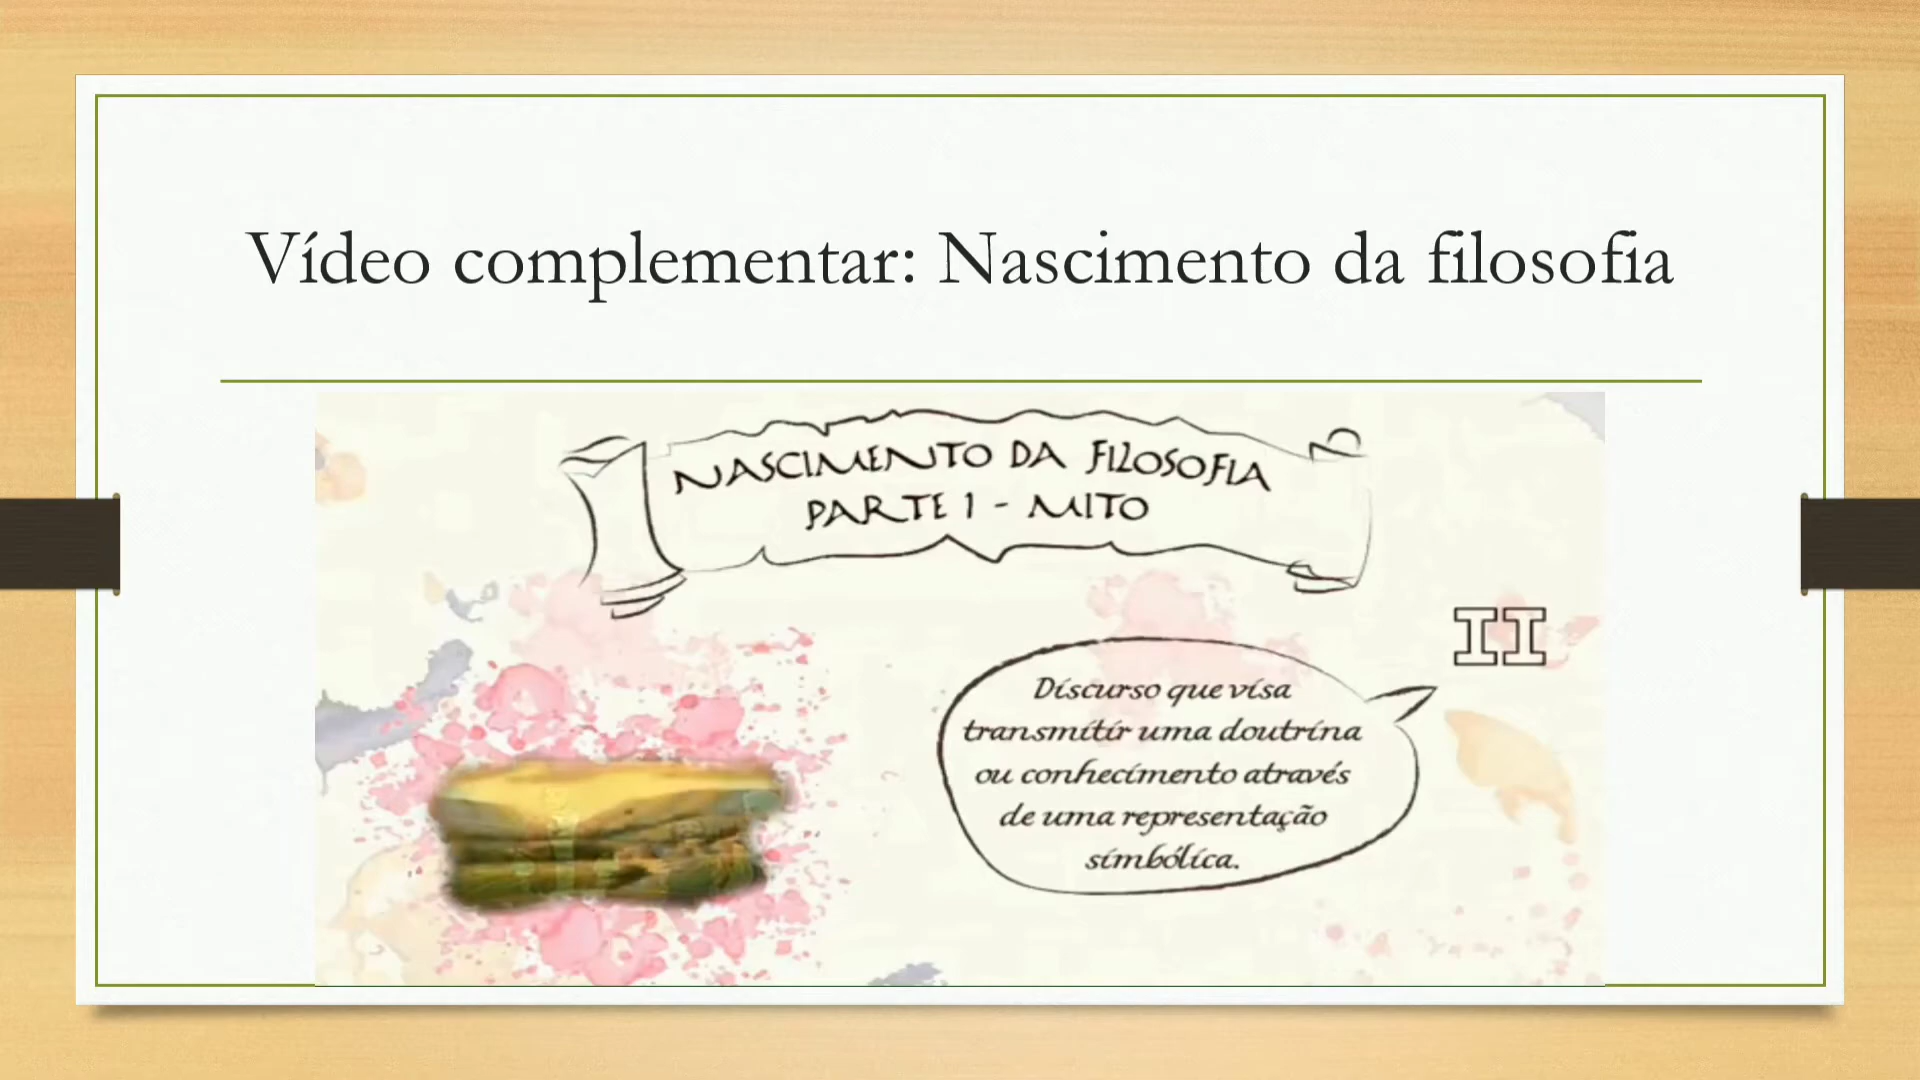 Vídeo complementar: Nascimento da filosofia
NASCIMENTO DA FILOSOFIA
PARTE 1 - MITO
II
Discurso que visa
transmitir uma doutrina
ou conhecimento através
de uma representação
simbólica.